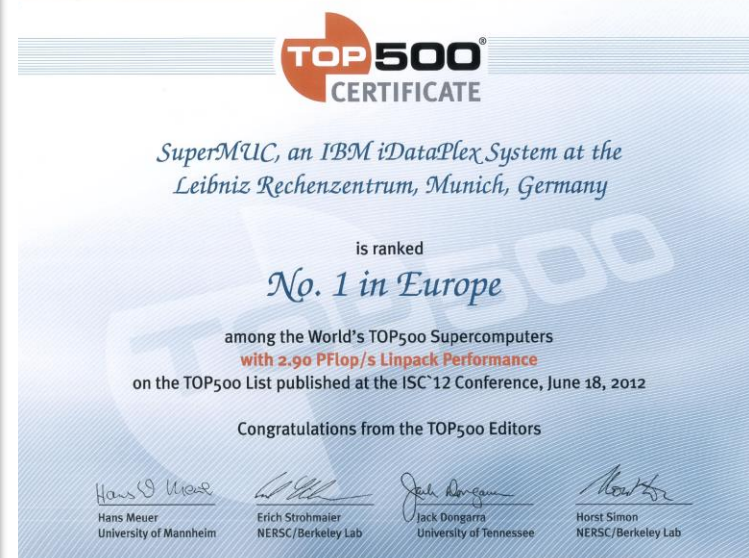 TOP500®
CERTIFICATE
SuperMUC, an IBM iDataPlex System at the
Leibniz Rechenzentrum, Munich, Germany
is ranked
No. 1 in Europe
among the World's TOP500 Supercomputers
with 2.90 PFlop/s Linpack Performance
on the TOP500 List published at the ISC`12 Conference, June 18, 2012
Congratulations from the TOP500 Editors
Hans Meuer
University of Mannheim
Erich Strohmaier
NERSC/Berkeley Lab
Jack Dongarra
University of Tennessee
Horst Simon
NERSC/Berkeley Lab